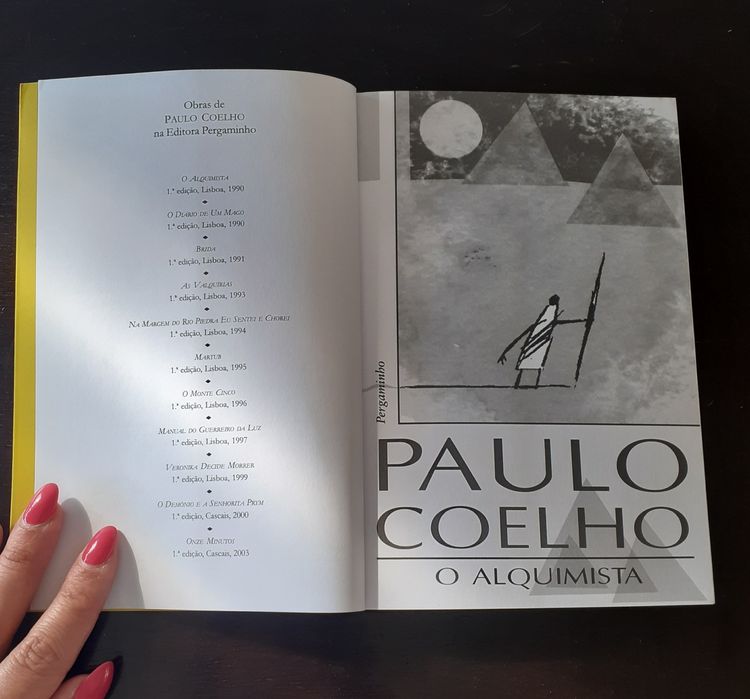 Obras de
PAULO COELHO
na Editora Pergaminho
O ALQUIMISTA
1.ª edição, Lisboa, 1990
O DIÁRIO DE UM MAGO
1.ª edição, Lisboa, 1990
BRIDA
1.ª edição, Lisboa, 1991
AS VALQUÍRIAS
1.ª edição, Lisboa, 1993
NA MARGEM DO RIO PIEDRA EU SENTEI E CHOREI
1.ª edição, Lisboa, 1994
MAKTUB
1.ª edição, Lisboa, 1995
O MONTE CINCO
1.ª edição, Lisboa, 1996
MANUAL DO GUERREIRO DA LUZ
1.ª edição, Lisboa, 1997
VERONIKA DECIDE MORRER
1.ª edição, Lisboa, 1999
O DEMÓNIO E A SENHORITA PRYM
1.ª edição, Cascais, 2000
ONZE MINUTOS
1.ª edição, Cascais, 2003
Pergaminho
PAULO
COELHO
O ALQUIMISTA